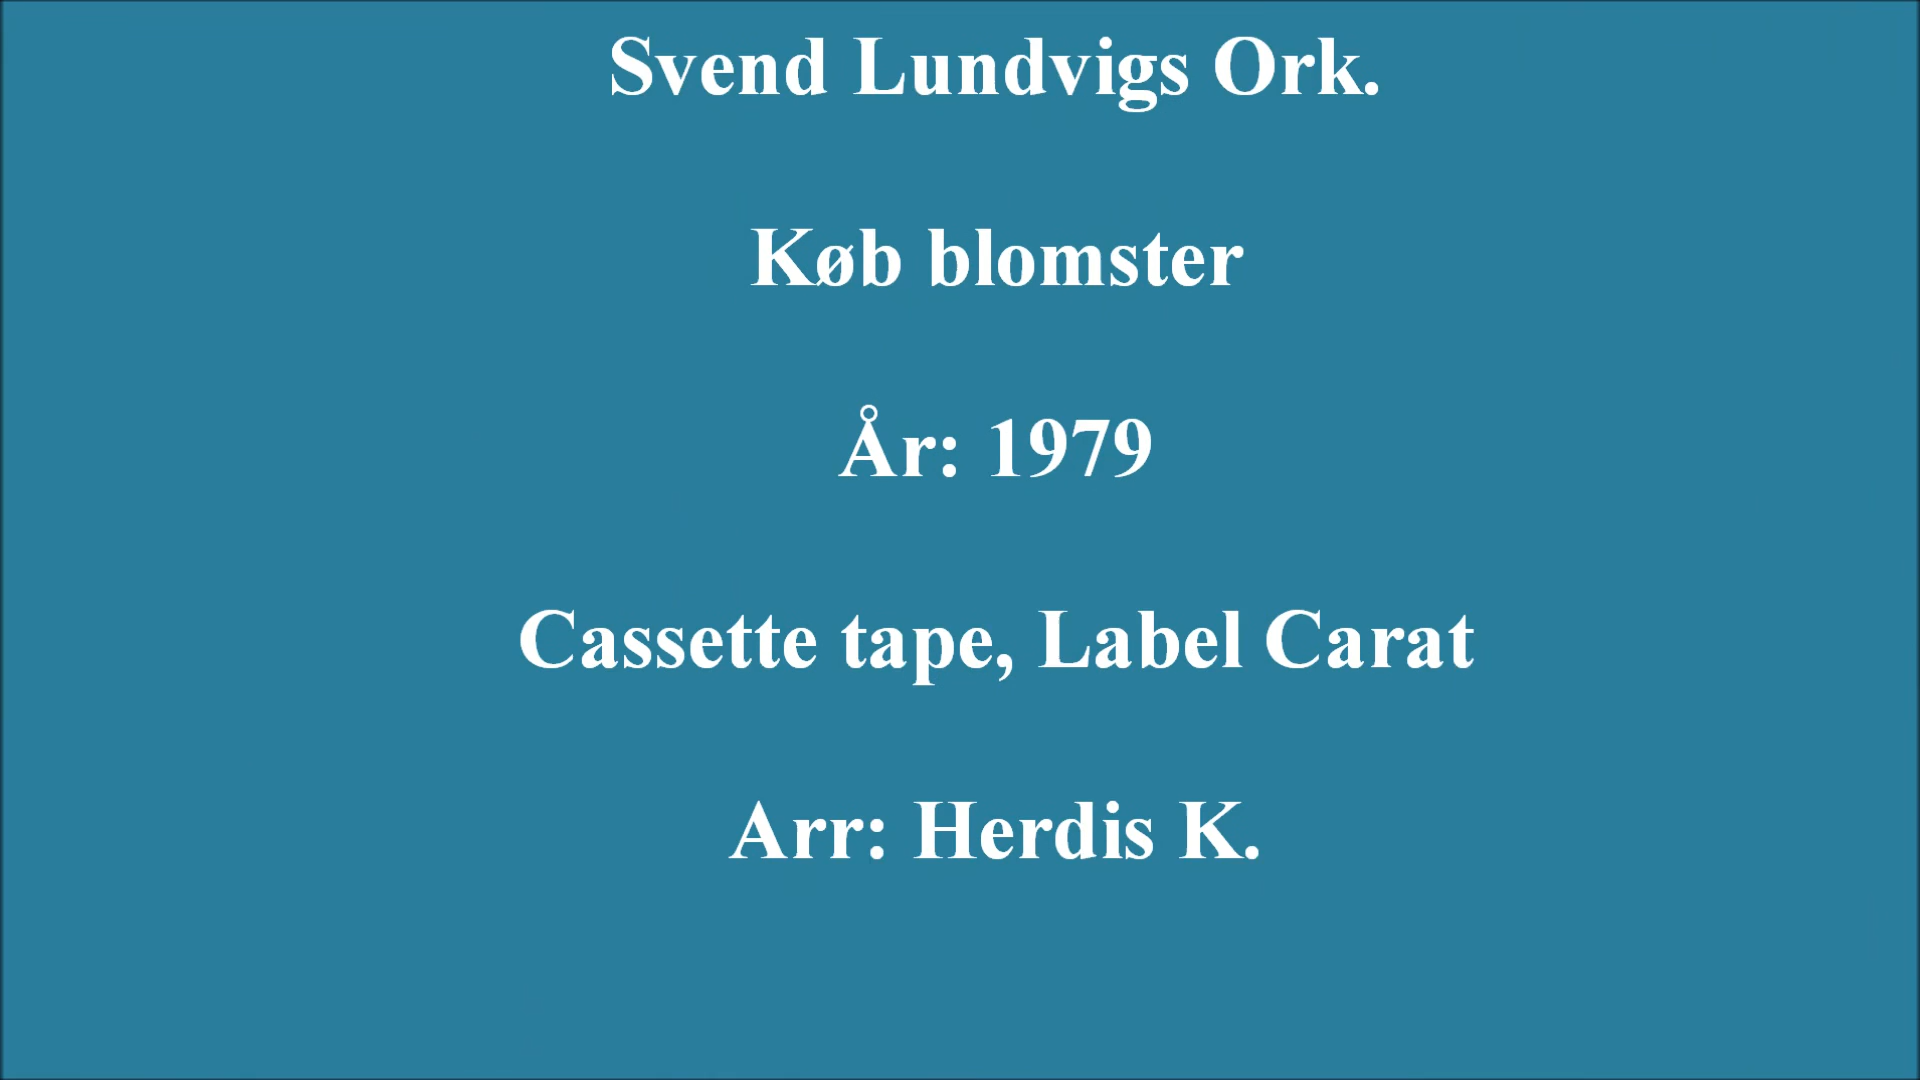 Svend Lundvigs Ork.
Køb blomster
År: 1979
Cassette tape, Label Carat
Arr: Herdis K.